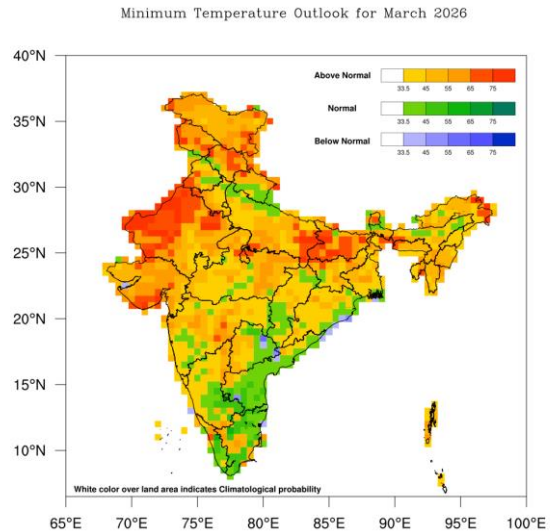 Minimum Temperature Outlook for March 2026
40°N
35°N
30°N
25°N
20°N
15°N
10°N
Above Normal
33.5 45 55 65 75
Normal
33.5 45 55 65 75
Below Normal
33.5 45 55 65 75
White color over land area indicates Climatological probability
65°E 70°E 75°E 80°E 85°E 90°E 95°E 100°E